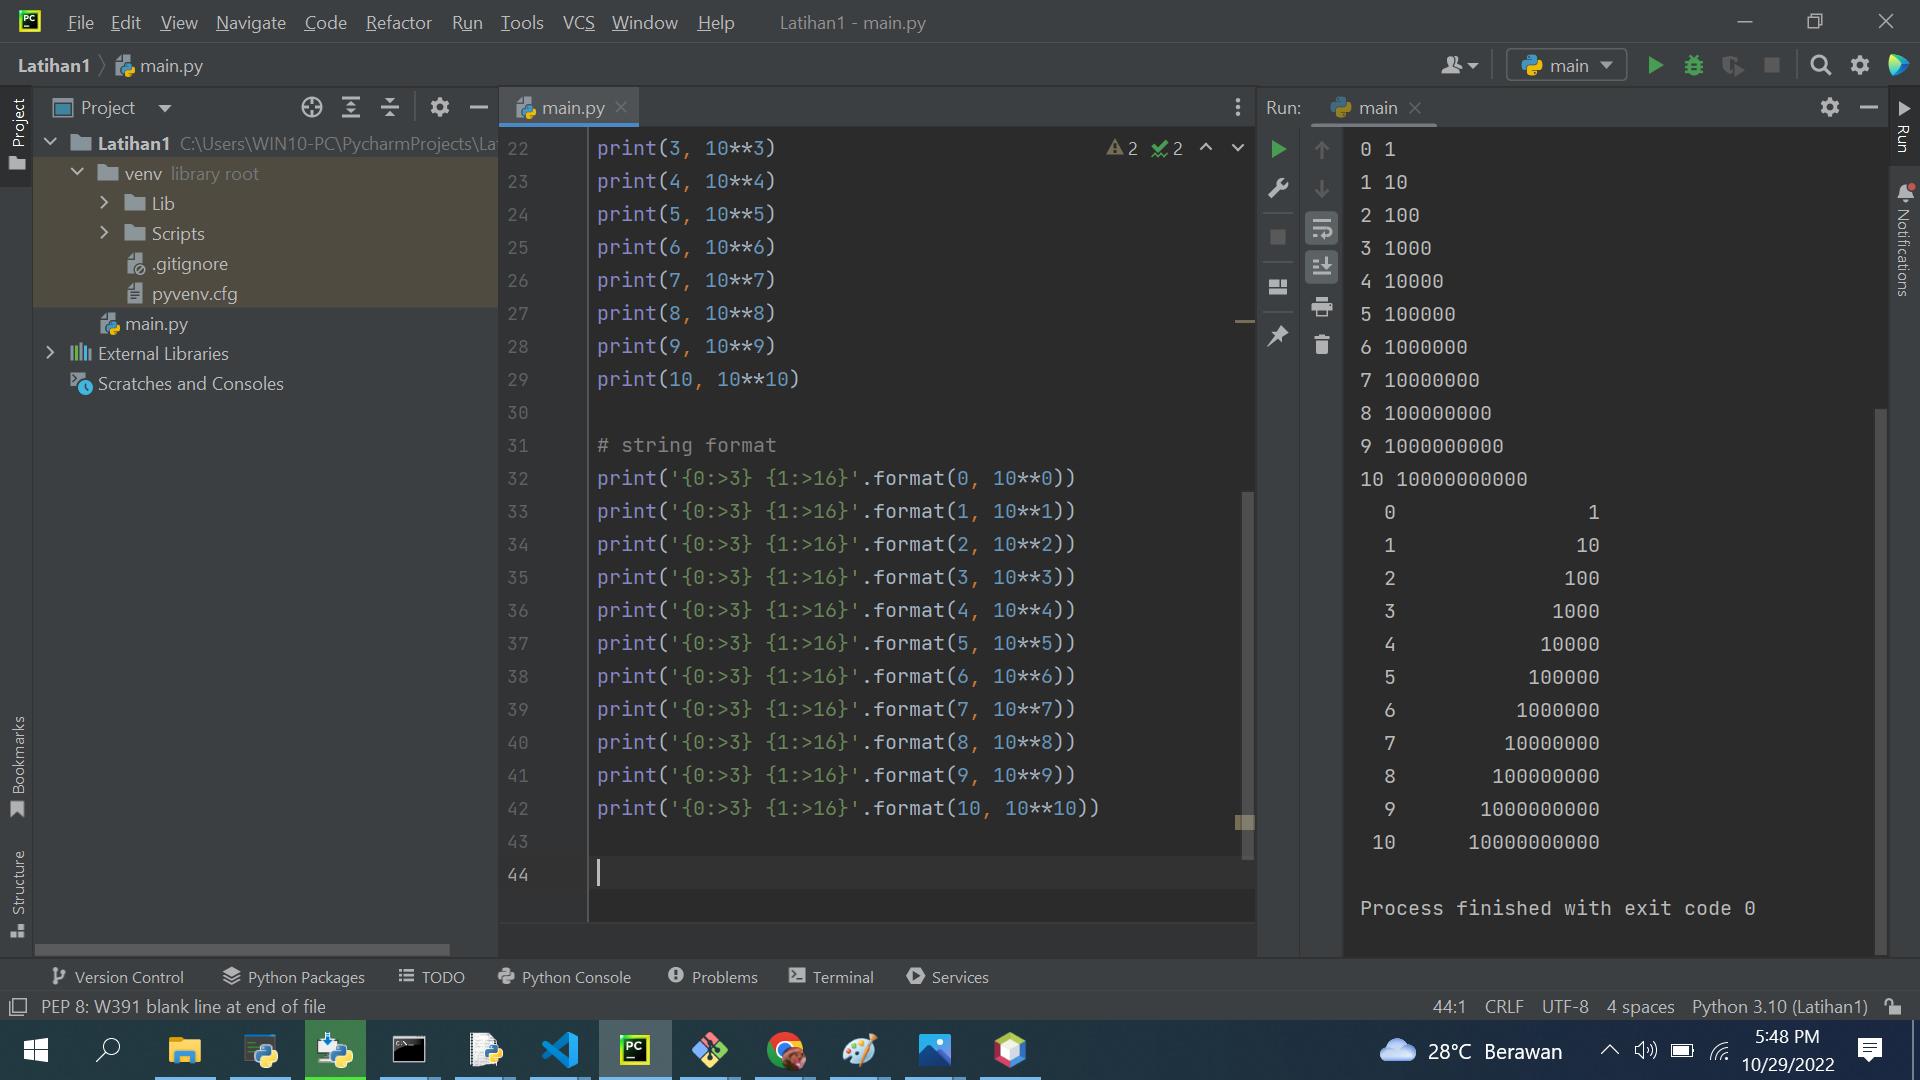 PC File Edit View Navigate Code Refactor Run Tools VCS Window Help Latihan1 - main.py
Latihan1 main.py main
Project
Project
Latihan1 C:\Users\WIN10-PC\PycharmProjects\La
venv library root
Lib
Scripts
.gitignore
pyvenv.cfg
main.py
External Libraries
Scratches and Consoles
Bookmarks
Structure
main.py
2 2
22 print(3, 10**3)
23 print(4, 10**4)
24 print(5, 10**5)
25 print(6, 10**6)
26 print(7, 10**7)
27 print(8, 10**8)
28 print(9, 10**9)
29 print(10, 10**10)
30
31 # string format
32 print('{0:>3} {1:>16}'.format(0, 10**0))
33 print('{0:>3} {1:>16}'.format(1, 10**1))
34 print('{0:>3} {1:>16}'.format(2, 10**2))
35 print('{0:>3} {1:>16}'.format(3, 10**3))
36 print('{0:>3} {1:>16}'.format(4, 10**4))
37 print('{0:>3} {1:>16}'.format(5, 10**5))
38 print('{0:>3} {1:>16}'.format(6, 10**6))
39 print('{0:>3} {1:>16}'.format(7, 10**7))
40 print('{0:>3} {1:>16}'.format(8, 10**8))
41 print('{0:>3} {1:>16}'.format(9, 10**9))
42 print('{0:>3} {1:>16}'.format(10, 10**10))
43
44
Run: main
0 1
1 10
2 100
3 1000
4 10000
5 100000
6 1000000
7 10000000
8 100000000
9 1000000000
10 10000000000
0 1
1 10
2 100
3 1000
4 10000
5 100000
6 1000000
7 10000000
8 100000000
9 1000000000
10 10000000000
Process finished with exit code 0
Run
Notifications
Version Control Python Packages TODO Python Console Problems Terminal Services
PEP 8: W391 blank line at end of file 44:1 CRLF UTF-8 4 spaces Python 3.10 (Latihan1)
PC 28°C Berawan 5:48 PM
10/29/2022